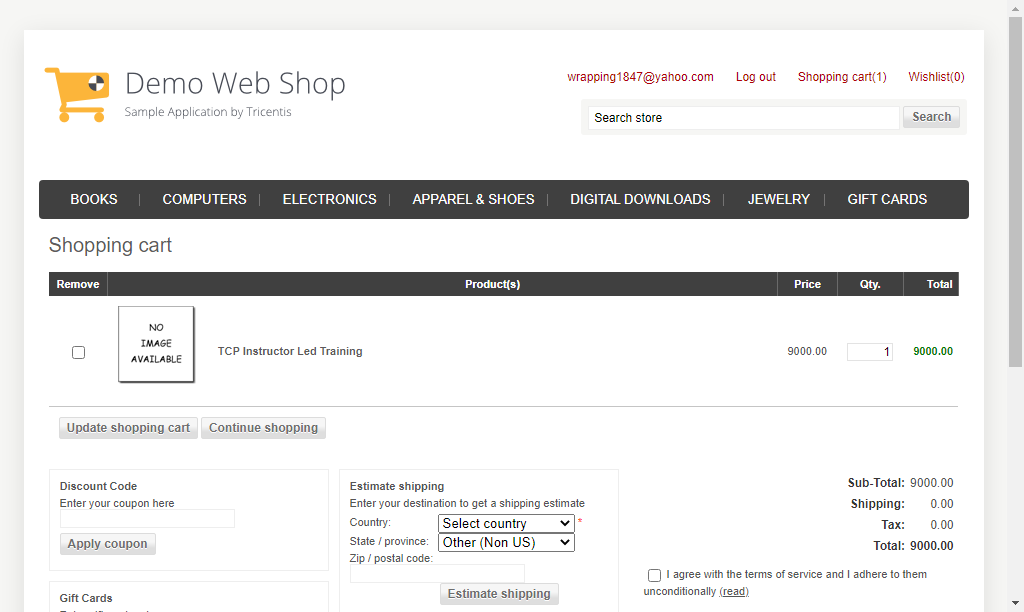 Demo Web Shop
Sample Application by Tricentis
wrapping1847@yahoo.com Log out Shopping cart(1) Wishlist(0)
Search store Search
BOOKS COMPUTERS ELECTRONICS APPAREL & SHOES DIGITAL DOWNLOADS JEWELRY GIFT CARDS
Shopping cart
Remove Product(s) Price Qty. Total
NO
IMAGE
AVAILABLE
TCP Instructor Led Training 9000.00 1 9000.00
Update shopping cart Continue shopping
Discount Code
Enter your coupon here
Apply coupon
Gift Cards
Estimate shipping
Enter your destination to get a shipping estimate
Country: Select country *
State / province: Other (Non US)
Zip / postal code:
Estimate shipping
Sub-Total: 9000.00
Shipping: 0.00
Tax: 0.00
Total: 9000.00
I agree with the terms of service and I adhere to them
unconditionally (read)